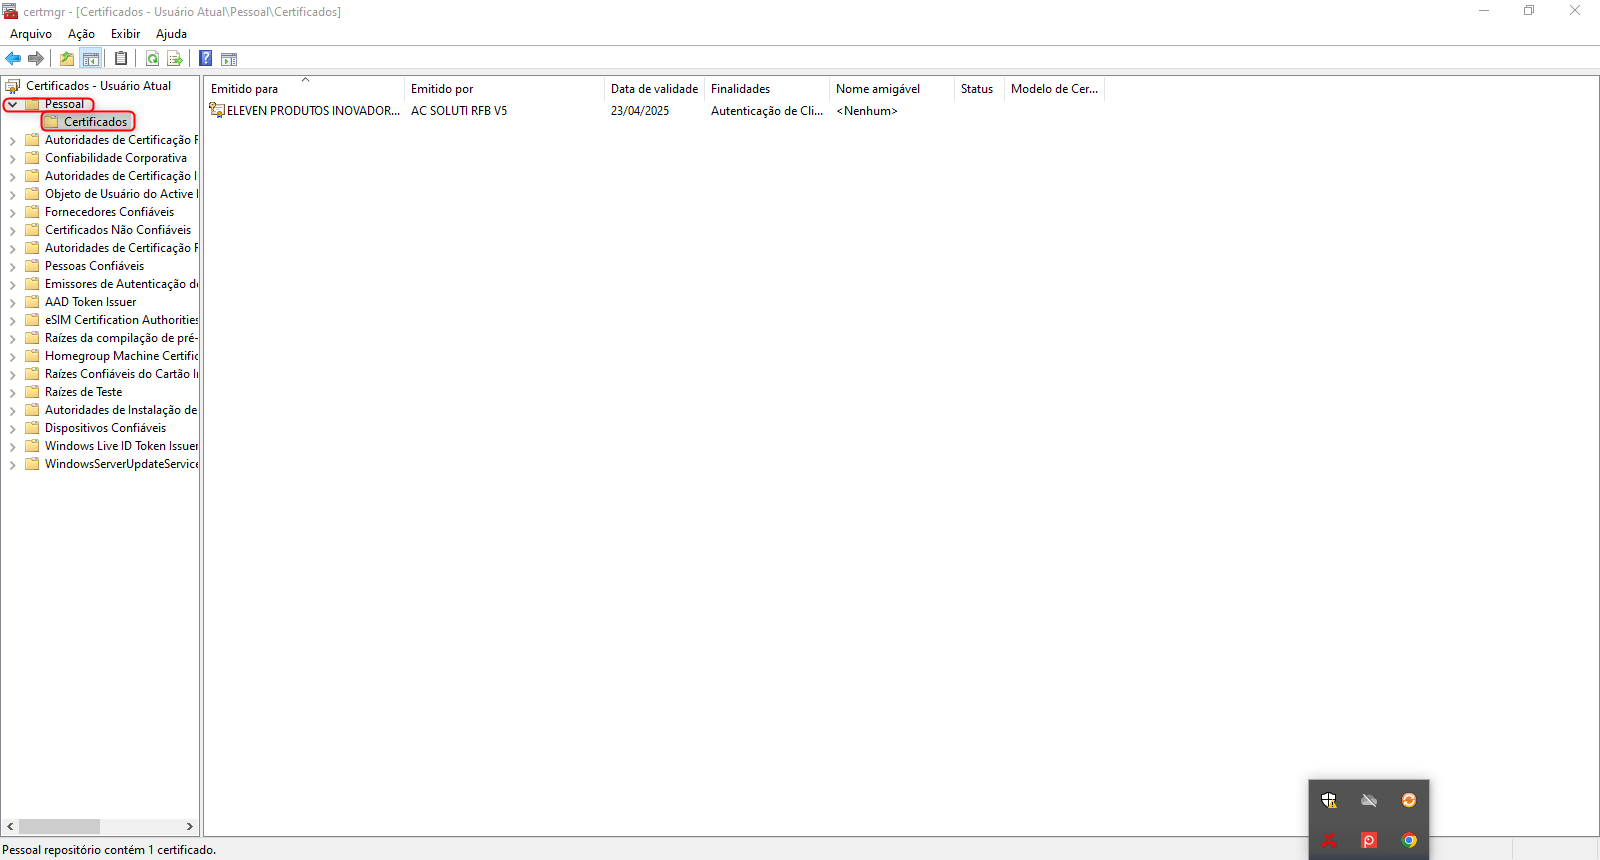 certmgr - [Certificados - Usuário Atual\Pessoal\Certificados]
Arquivo Ação Exibir Ajuda
Certificados - Usuário Atual
Pessoal
Certificados
Autoridades de Certificação R
Confiabilidade Corporativa
Autoridades de Certificação I
Objeto de Usuário do Active
Fornecedores Confiáveis
Certificados Não Confiáveis
Autoridades de Certificação R
Pessoas Confiáveis
Emissores de Autenticação de
AAD Token Issuer
eSIM Certification Authorities
Raízes da compilação de pré-
Homegroup Machine Certific
Raízes Confiáveis do Cartão In
Raízes de Teste
Autoridades de Instalação de
Dispositivos Confiáveis
Windows Live ID Token Issuer
WindowsServerUpdateService
Emitido para Emitido por Data de validade Finalidades Nome amigável Status Modelo de Cer...
ELEVEN PRODUTOS INOVADOR... AC SOLUTI RFB V5 23/04/2025 Autenticação de Cli... <Nenhum>
Pessoal repositório contém 1 certificado.